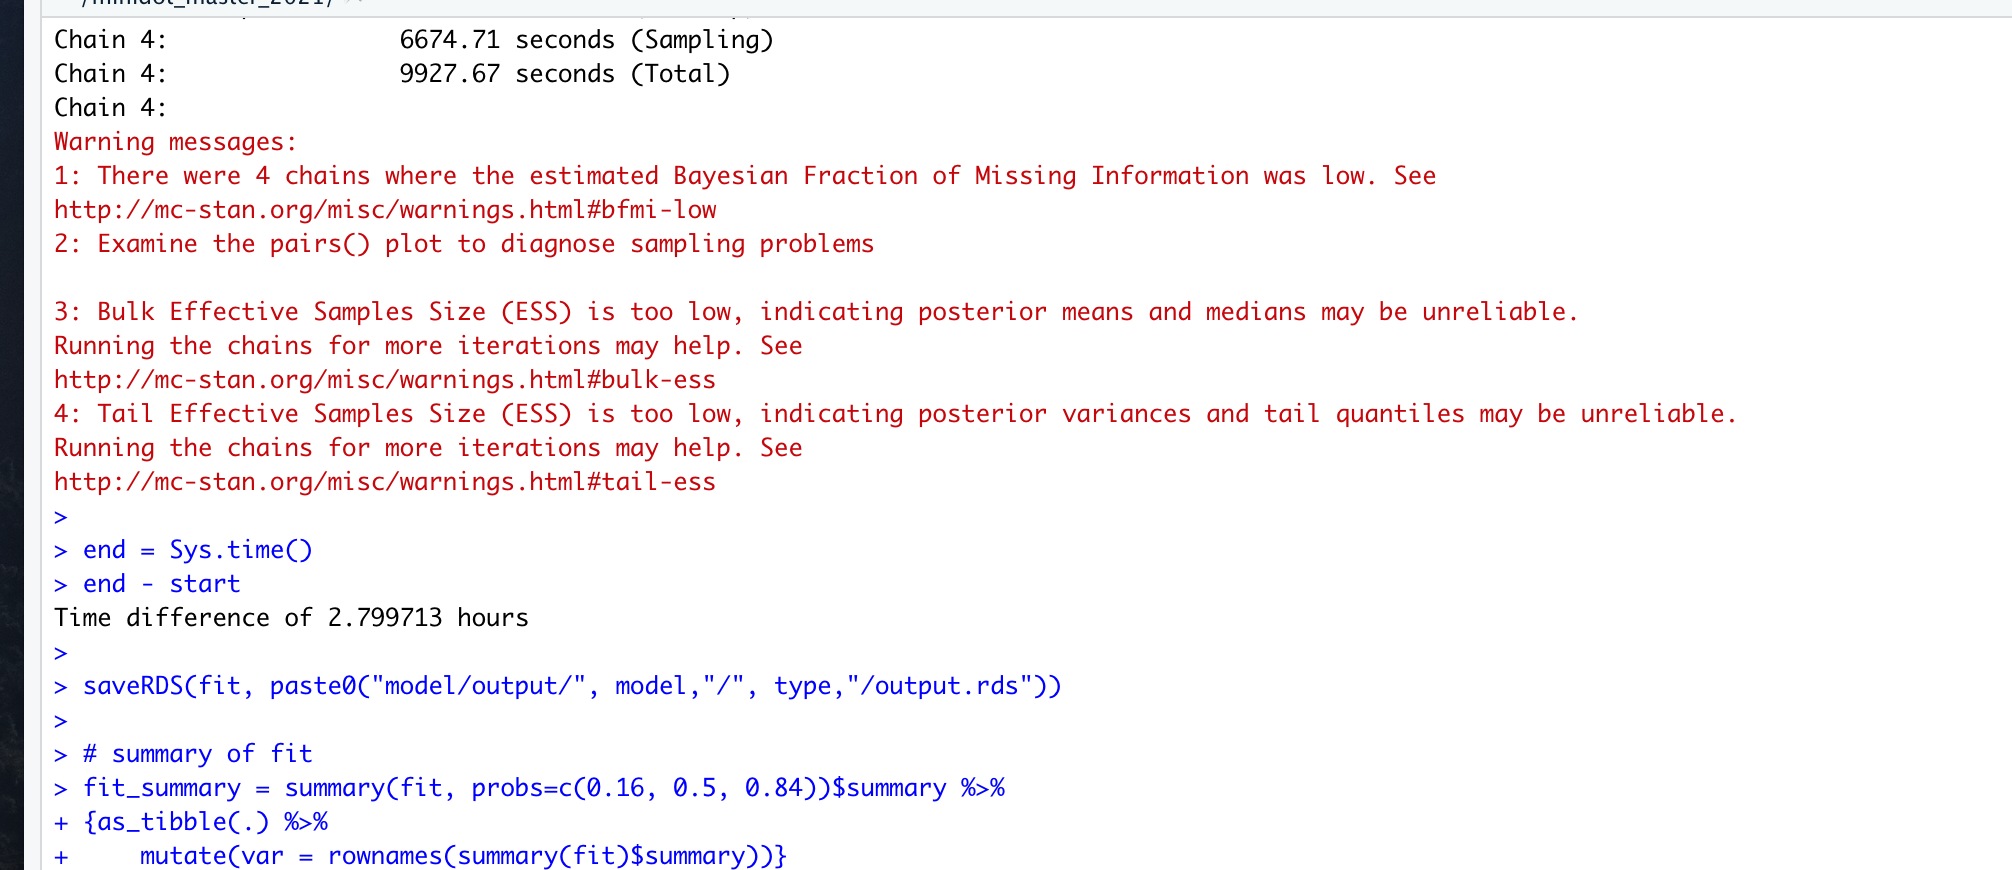 Chain 4:                6674.71 seconds (Sampling)
Chain 4:                9927.67 seconds (Total)
Chain 4:
Warning messages:
1: There were 4 chains where the estimated Bayesian Fraction of Missing Information was low. See
http://mc-stan.org/misc/warnings.html#bfmi-low
2: Examine the pairs() plot to diagnose sampling problems
3: Bulk Effective Samples Size (ESS) is too low, indicating posterior means and medians may be unreliable.
Running the chains for more iterations may help. See
http://mc-stan.org/misc/warnings.html#bulk-ess
4: Tail Effective Samples Size (ESS) is too low, indicating posterior variances and tail quantiles may be unreliable.
Running the chains for more iterations may help. See
http://mc-stan.org/misc/warnings.html#tail-ess
>
> end = Sys.time()
> end - start
Time difference of 2.799713 hours
>
> saveRDS(fit, paste0("model/output/", model,"/", type,"/output.rds"))
>
> # summary of fit
> fit_summary = summary(fit, probs=c(0.16, 0.5, 0.84))$summary %>%
+ {as_tibble(.) %>%
+     mutate(var = rownames(summary(fit)$summary))}